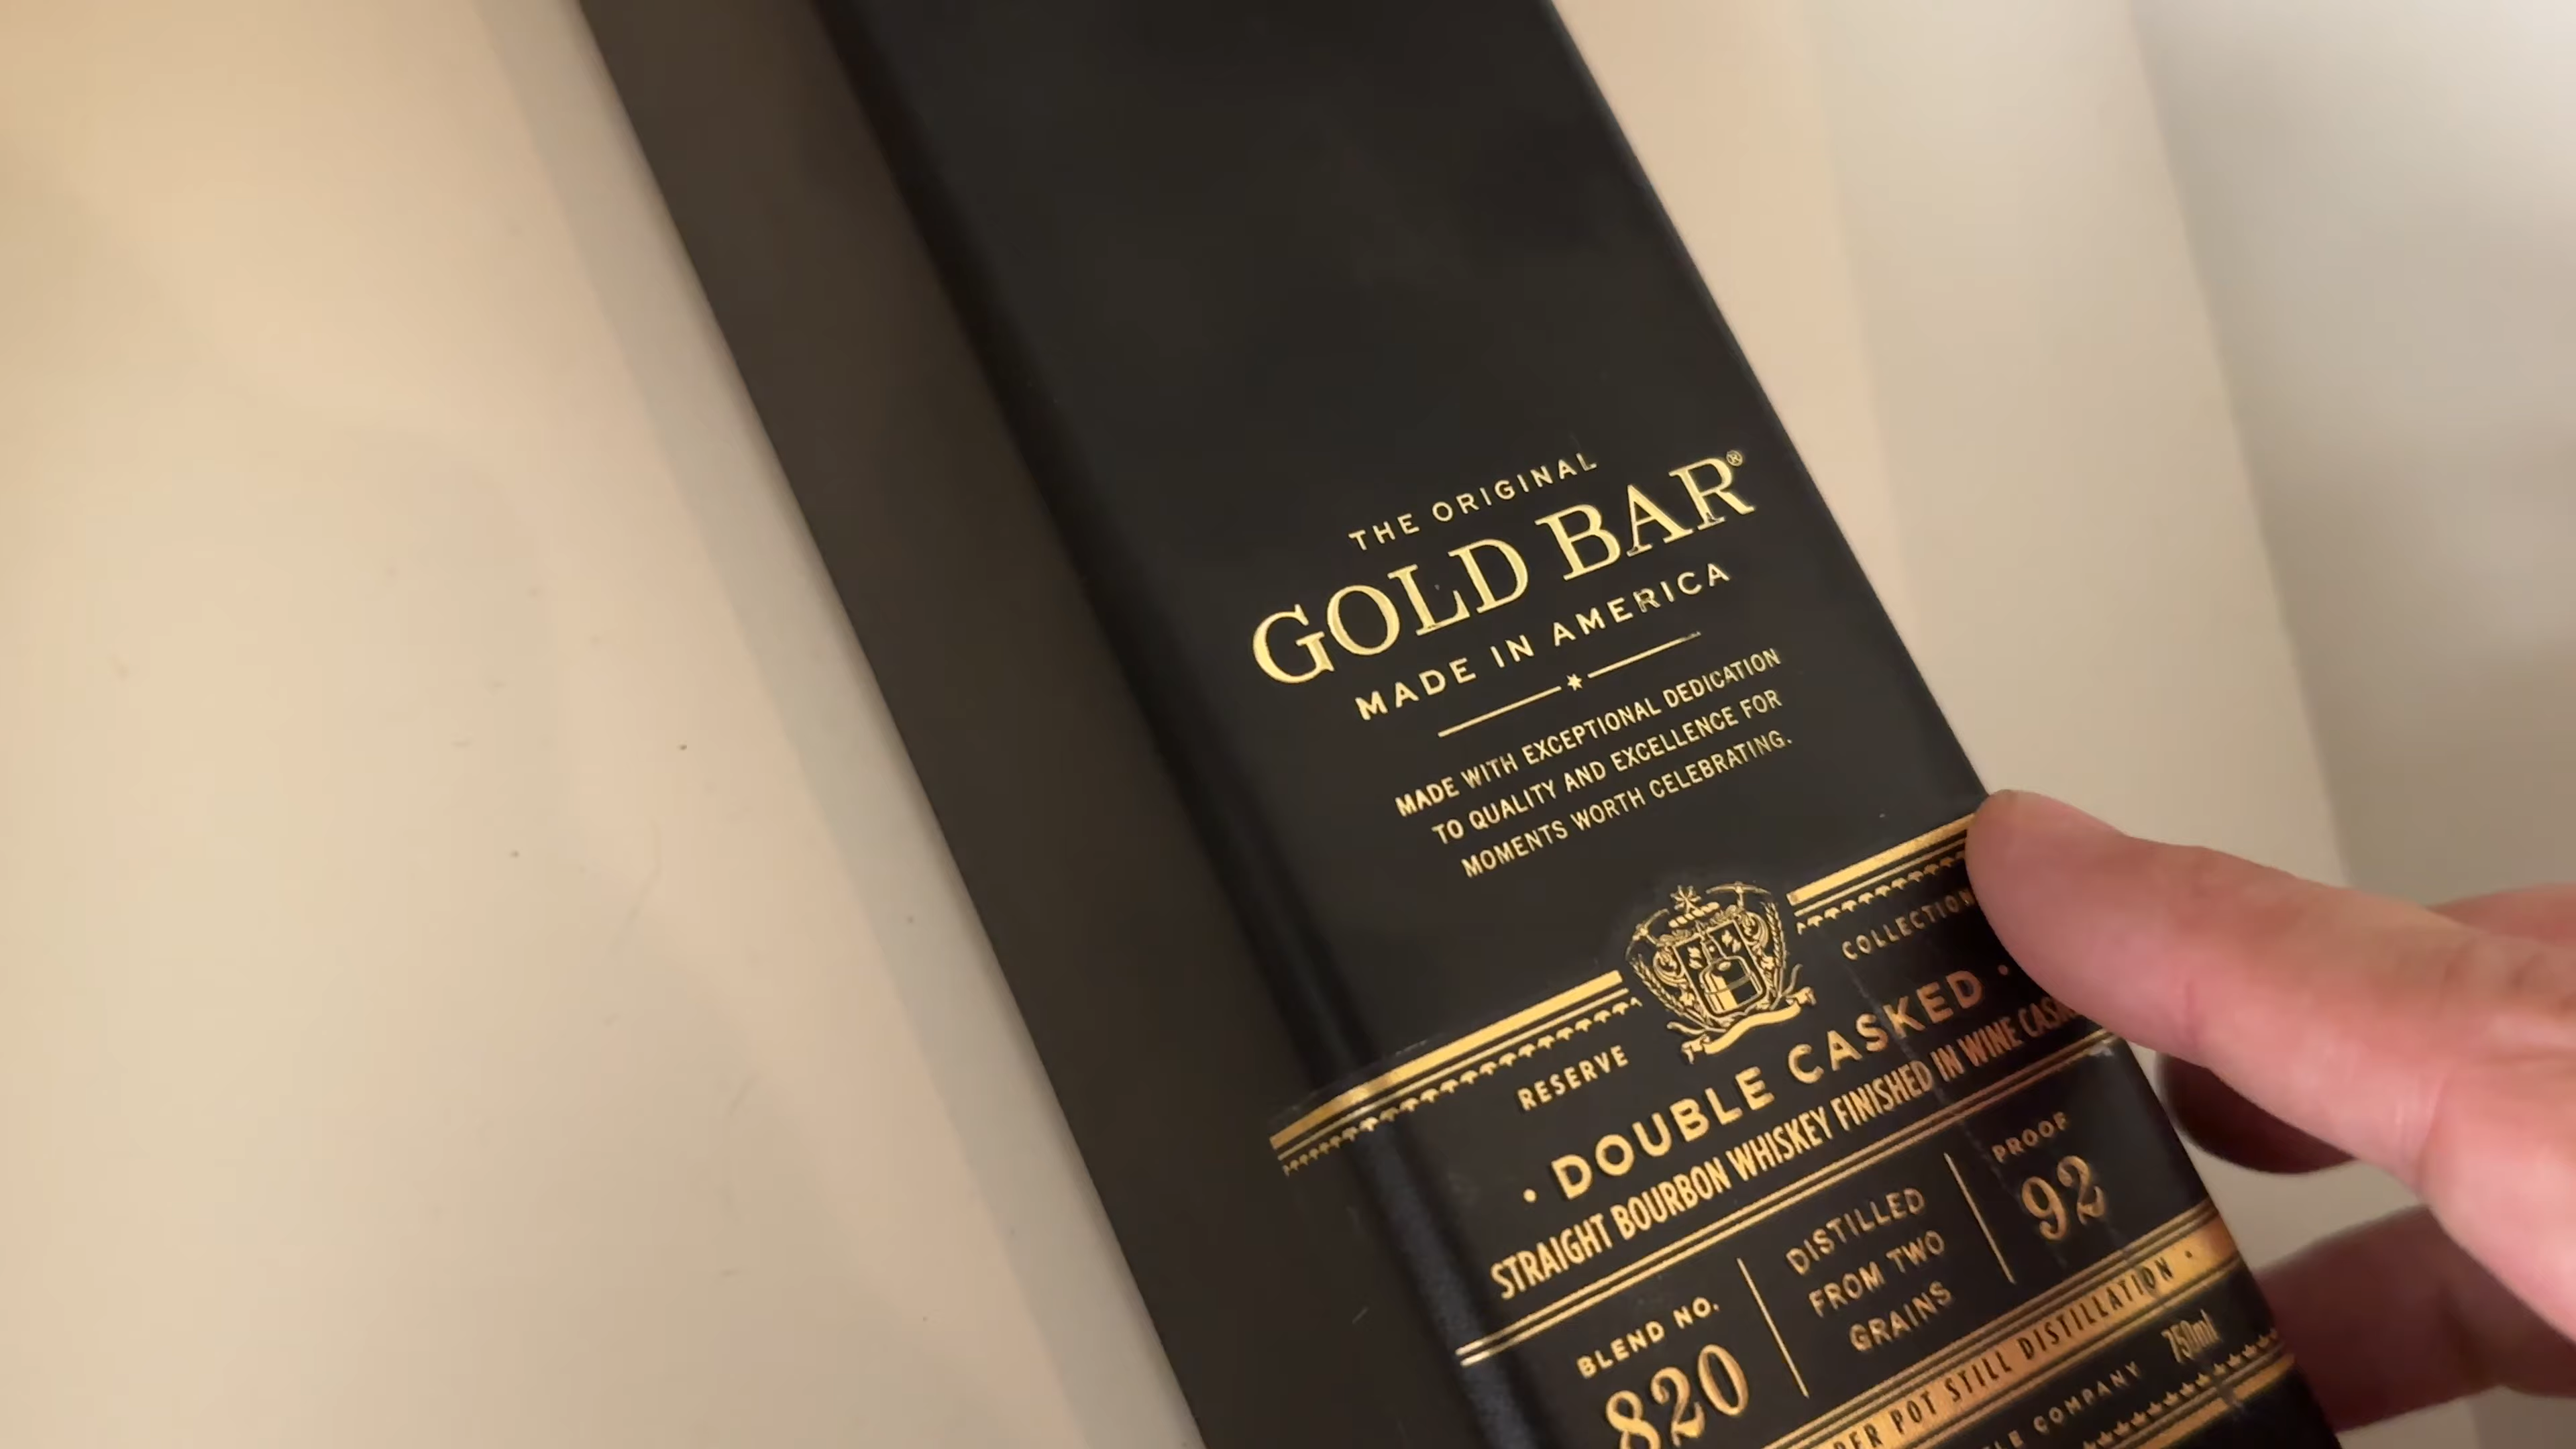 THE ORIGINAL
GOLD BAR®
MADE IN AMERICA
MADE WITH EXCEPTIONAL DEDICATION
TO QUALITY AND EXCELLENCE FOR
MOMENTS WORTH CELEBRATING.
RESERVE COLLECTION
• DOUBLE CASKED •
STRAIGHT BOURBON WHISKEY FINISHED IN WINE
BLEND NO.
820
DISTILLED
FROM TWO
GRAINS
PROOF
92
POT STILL DISTILLATION •
COMPANY 750ml